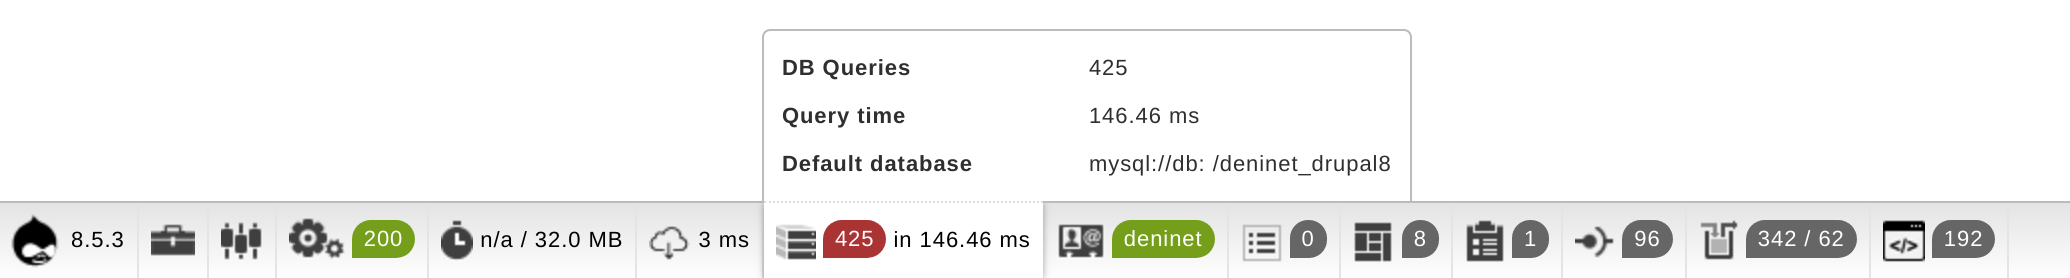 DB Queries 425
Query time 146.46 ms
Default database mysql://db: /deninet_drupal8
8.5.3 200 n/a / 32.0 MB 3 ms 425 in 146.46 ms deninet 0 8 1 96 342 / 62 192